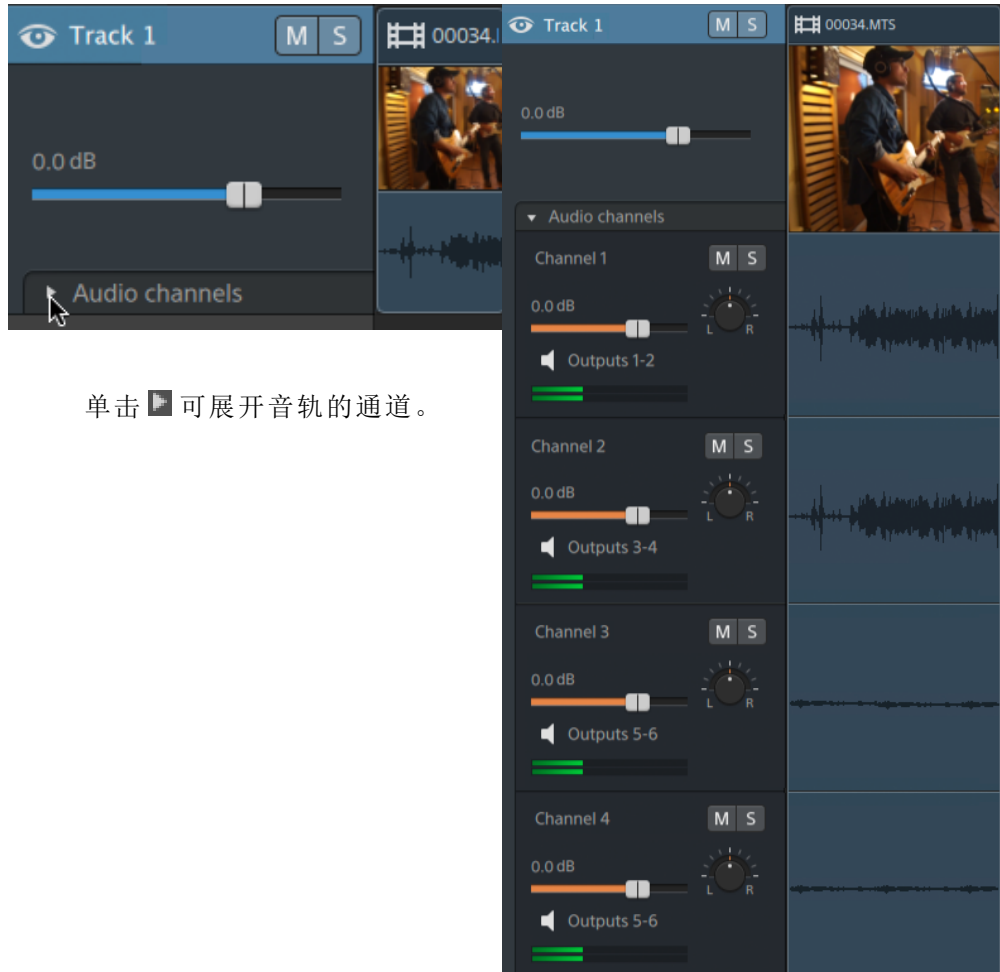 Track 1
M S
00034.
0.0 dB
Audio channels
单击 可展开音轨的通道。
Track 1
M S
00034.MTS
0.0 dB
Audio channels
Channel 1
M S
0.0 dB
L R
Outputs 1-2
Channel 2
M S
0.0 dB
L R
Outputs 3-4
Channel 3
M S
0.0 dB
L R
Outputs 5-6
Channel 4
M S
0.0 dB
L R
Outputs 5-6